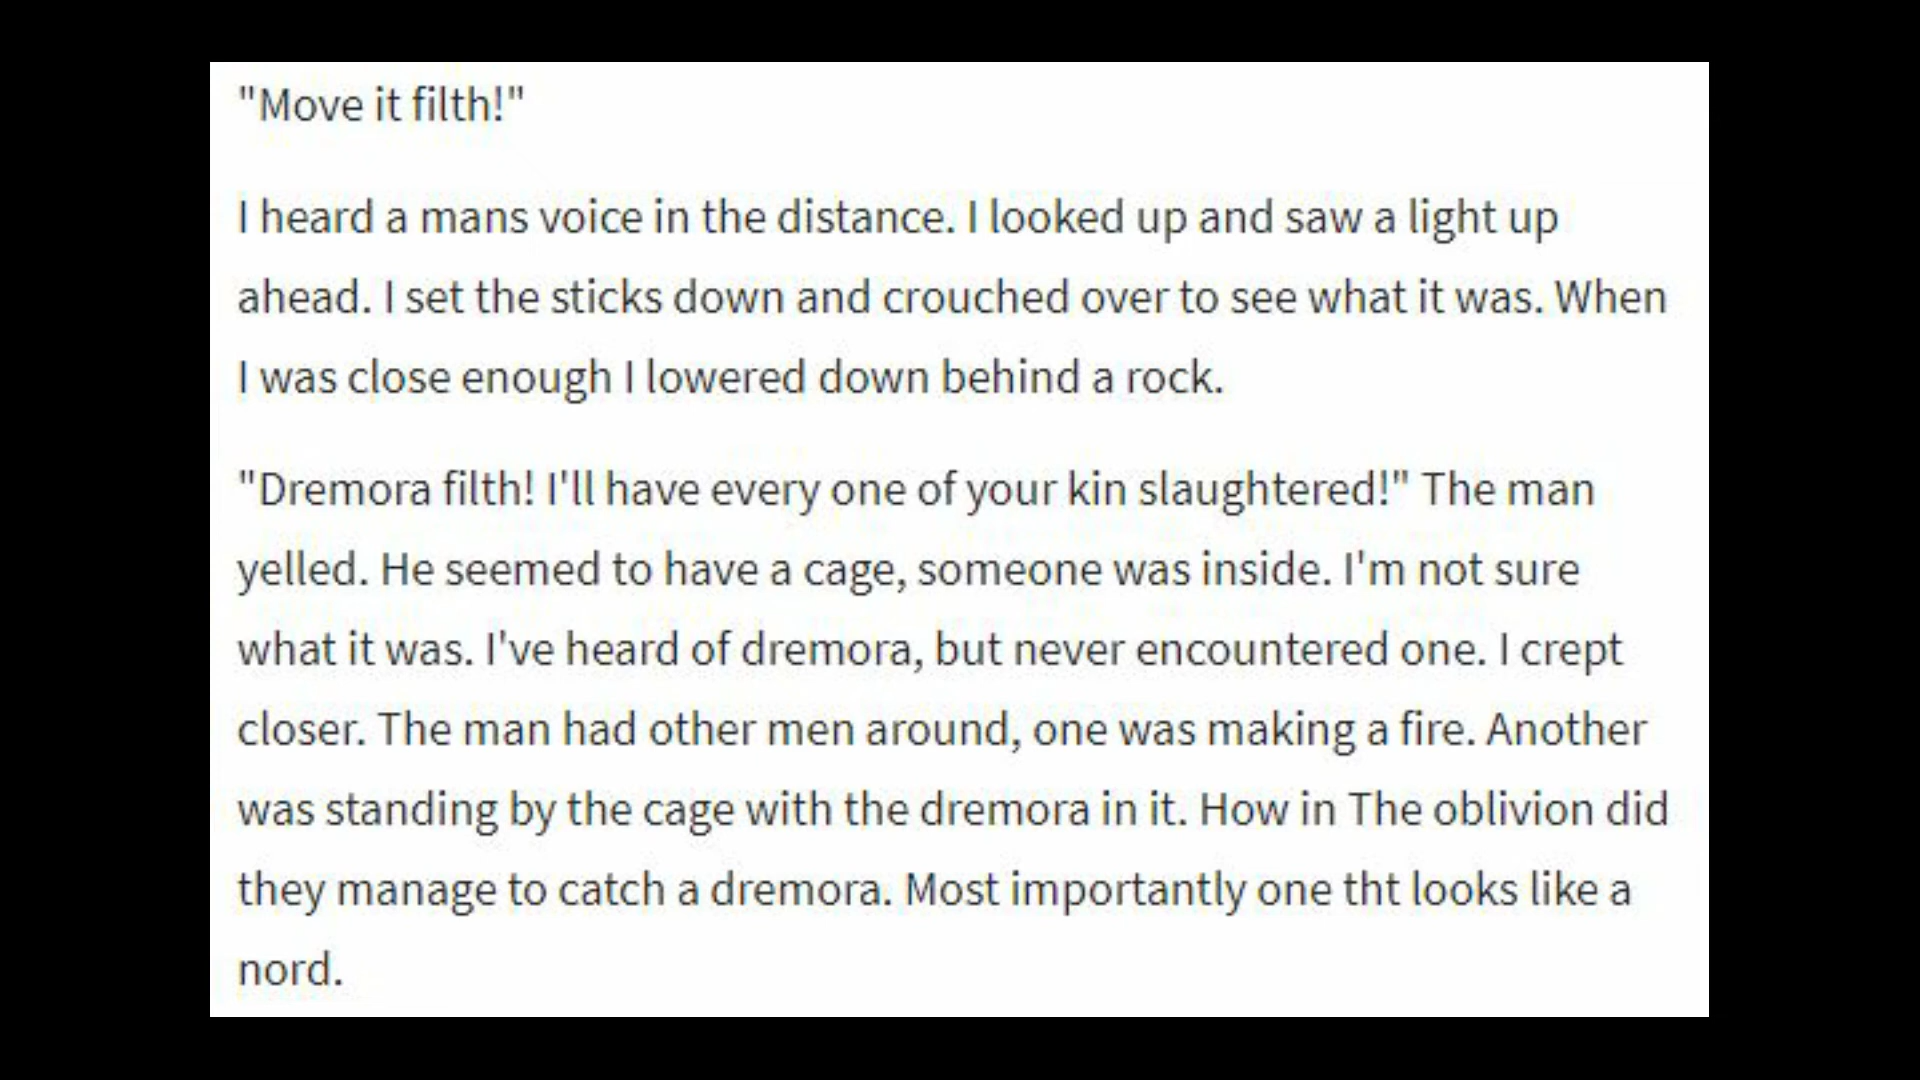 "Move it filth!"
I heard a mans voice in the distance. I looked up and saw a light up
ahead. I set the sticks down and crouched over to see what it was. When
I was close enough I lowered down behind a rock.
"Dremora filth! I'll have every one of your kin slaughtered!" The man
yelled. He seemed to have a cage, someone was inside. I'm not sure
what it was. I've heard of dremora, but never encountered one. I crept
closer. The man had other men around, one was making a fire. Another
was standing by the cage with the dremora in it. How in The oblivion did
they manage to catch a dremora. Most importantly one tht looks like a
nord.